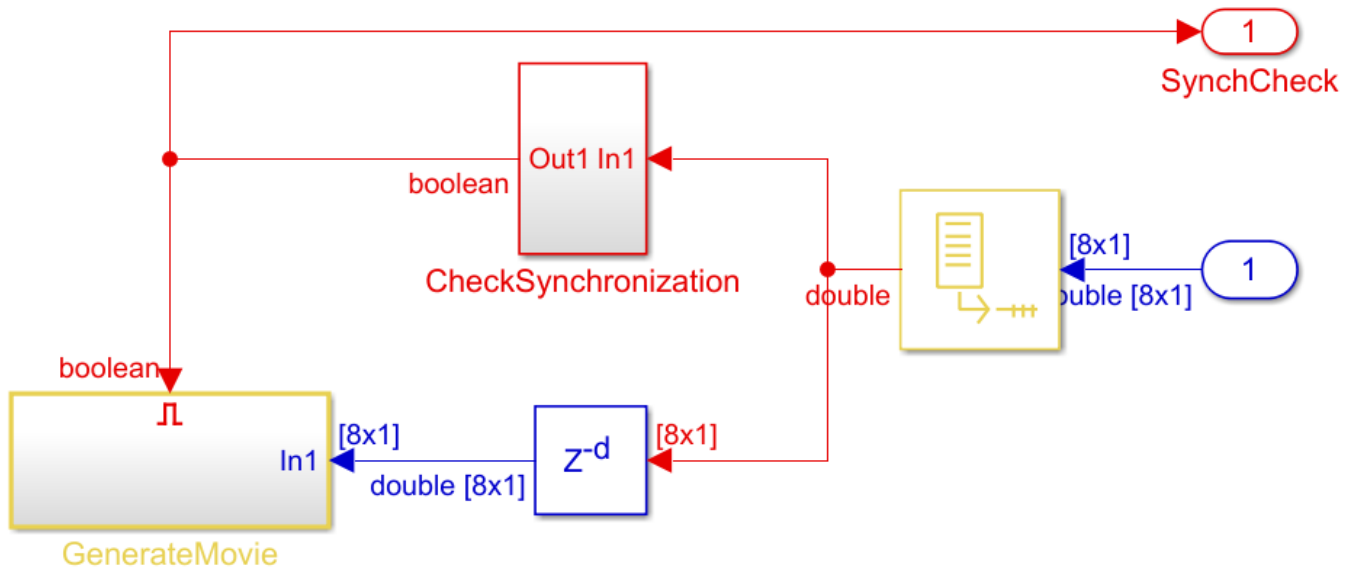 1
SynchCheck
Out1 In1
boolean
CheckSynchronization
[8x1]
1
double
ouble [8x1]
boolean
In1
[8x1]
double [8x1]
Z-d
[8x1]
GenerateMovie